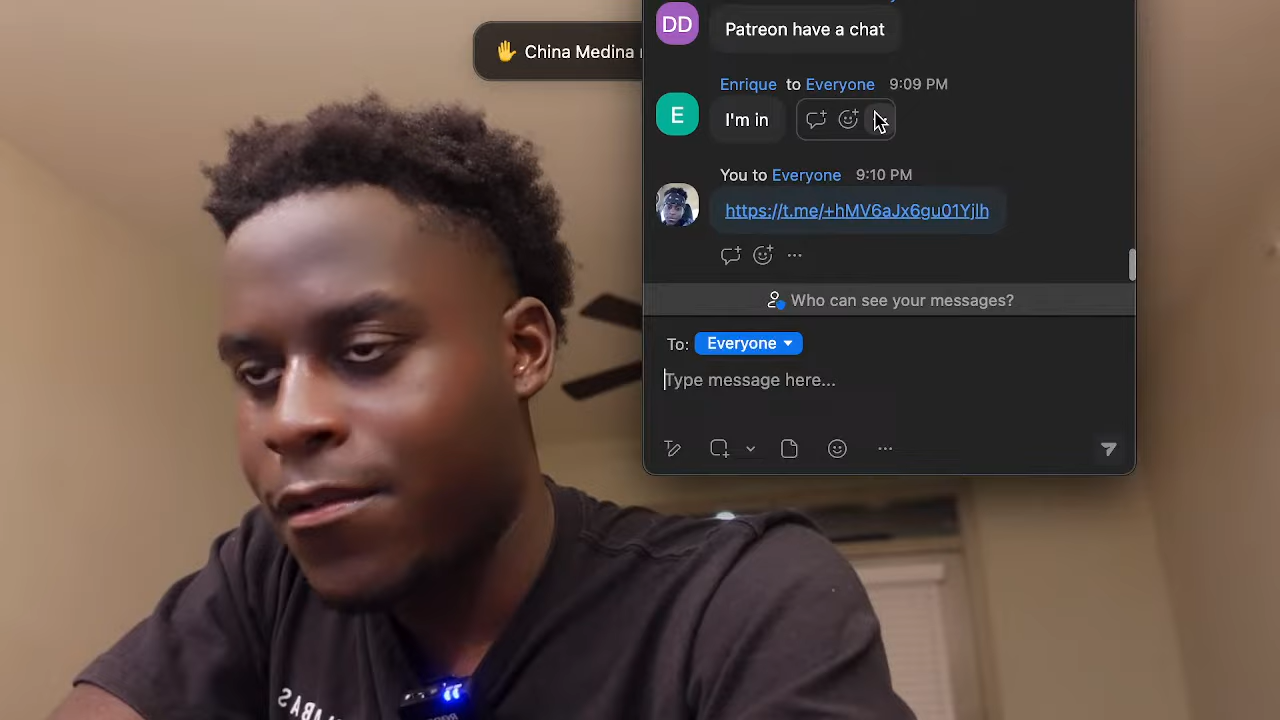 ✋ China Medina
DD
Patreon have a chat
Enrique to Everyone 9:09 PM
E
I'm in
You to Everyone 9:10 PM
https://t.me/+hMV6aJx6gu01Yjlh
Who can see your messages?
To: Everyone
Type message here...